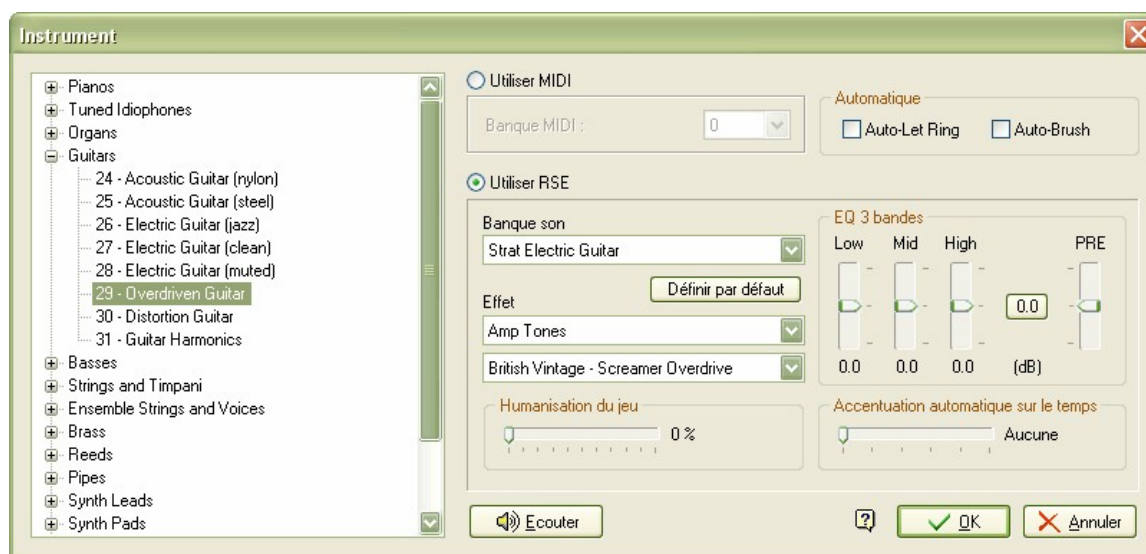 Instrument
Pianos
Tuned Idiophones
Organs
Guitars
24 - Acoustic Guitar (nylon)
25 - Acoustic Guitar (steel)
26 - Electric Guitar (jazz)
27 - Electric Guitar (clean)
28 - Electric Guitar (muted)
29 - Overdriven Guitar
30 - Distortion Guitar
31 - Guitar Harmonics
Basses
Strings and Timpani
Ensemble Strings and Voices
Brass
Reeds
Pipes
Synth Leads
Synth Pads
Utiliser MIDI
Banque MIDI :
0
Automatique
Auto-Let Ring
Auto-Brush
Utiliser RSE
Banque son
Strat Electric Guitar
Définir par défaut
Effet
Amp Tones
British Vintage - Screamer Overdrive
EQ 3 bandes
Low Mid High PRE
0.0
0.0 0.0 0.0 (dB)
Humanisation du jeu
0 %
Accentuation automatique sur le temps
Aucune
Ecouter
?
OK
Annuler